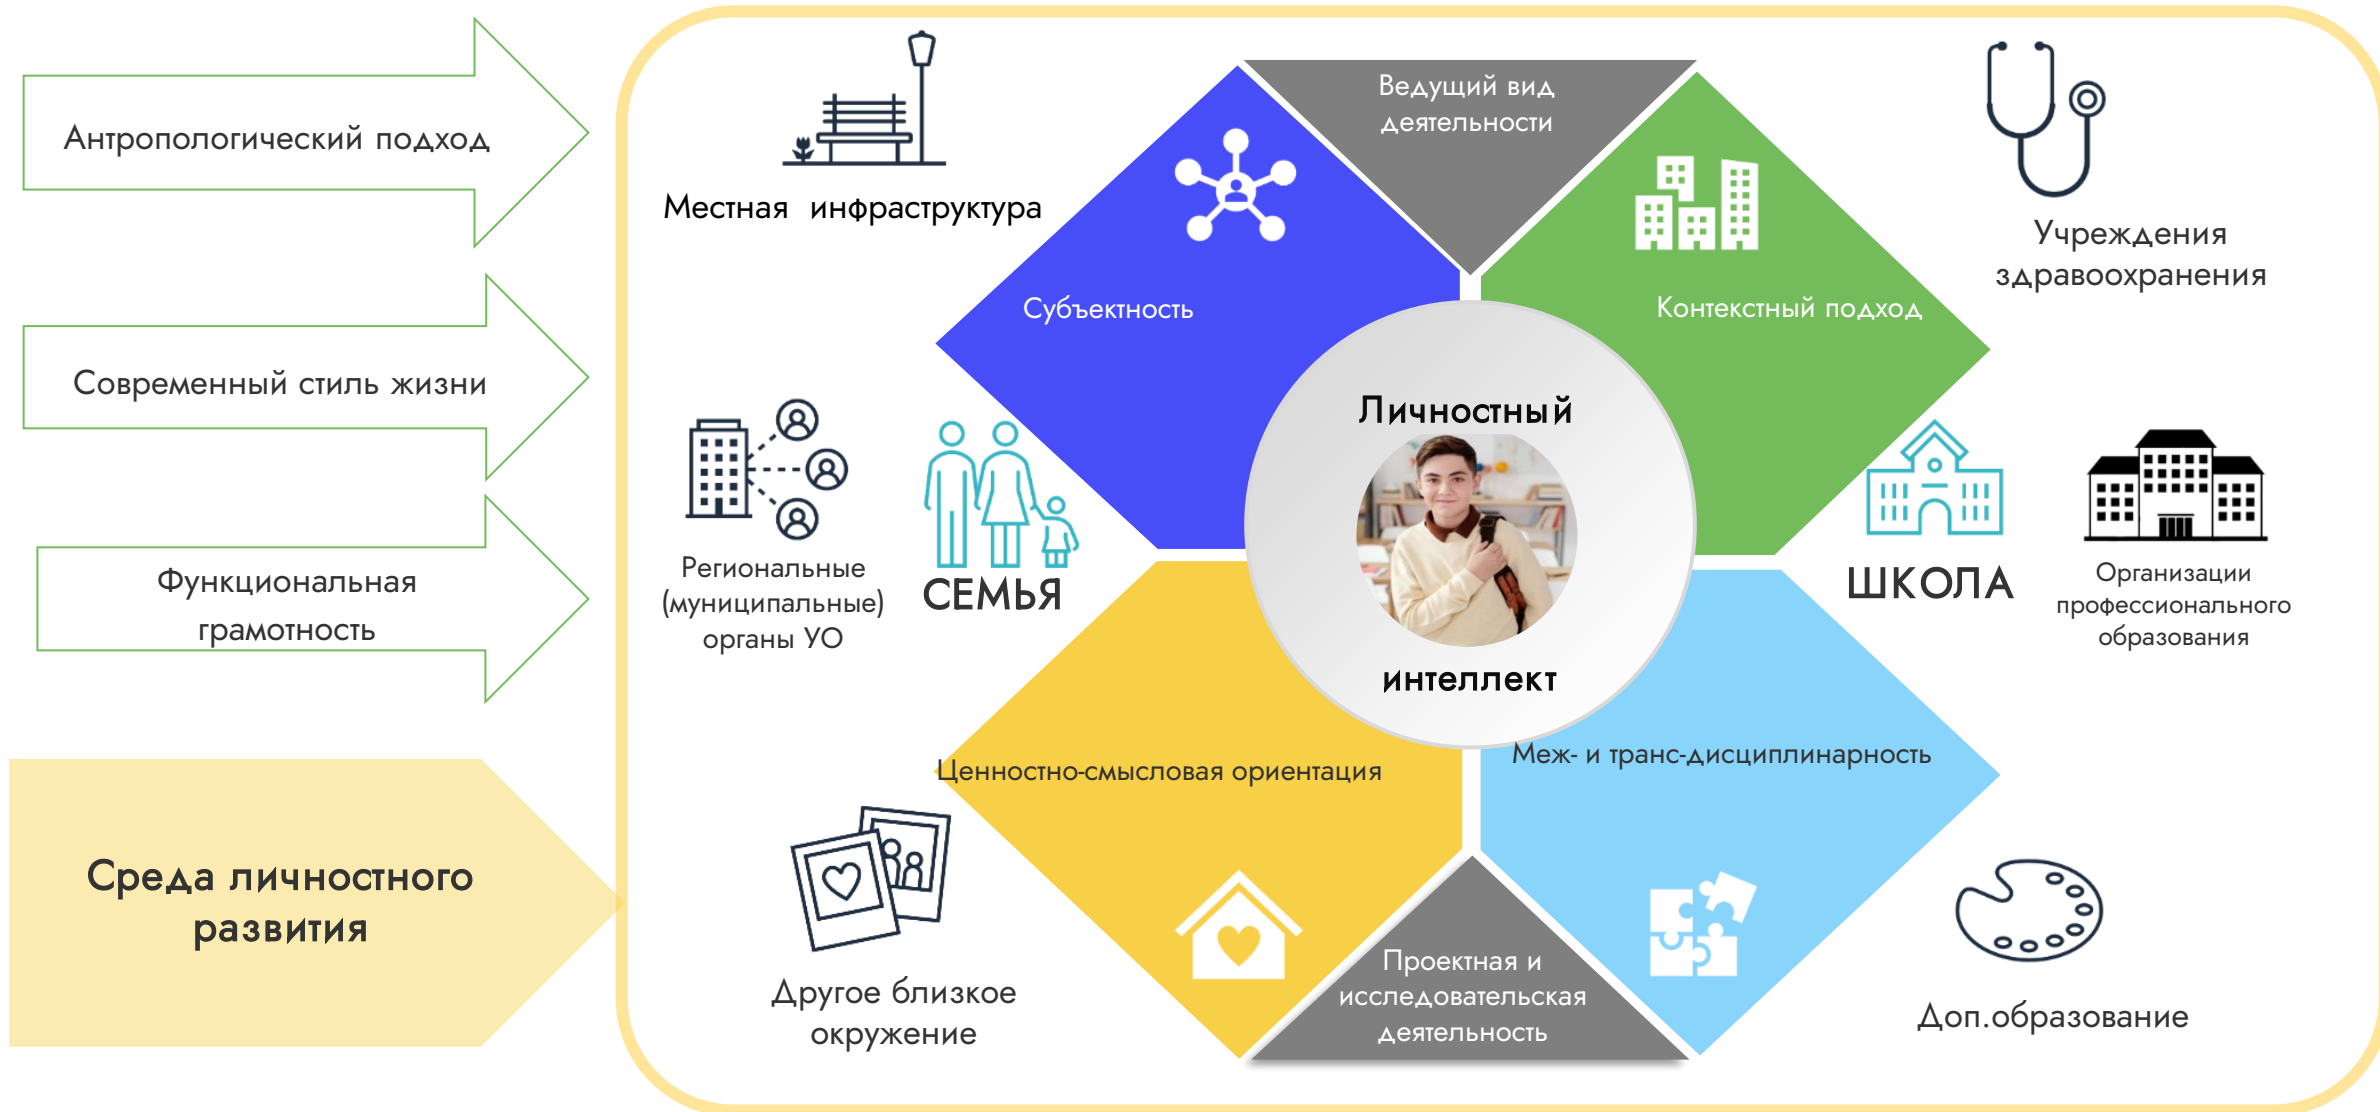 Антропологический подход
Современный стиль жизни
Функциональная
грамотность
Среда личностного
развития
Местная инфраструктура
Ведущий вид
деятельности
Учреждения
здравоохранения
Субъектность
Контекстный подход
Личностный
интеллект
Региональные
(муниципальные)
органы УО
СЕМЬЯ
ШКОЛА
Организации
профессионального
образования
Ценностно-смысловая ориентация
Меж- и транс-дисциплинарность
Другое близкое
окружение
Проектная и
исследовательская
деятельность
Доп.образование